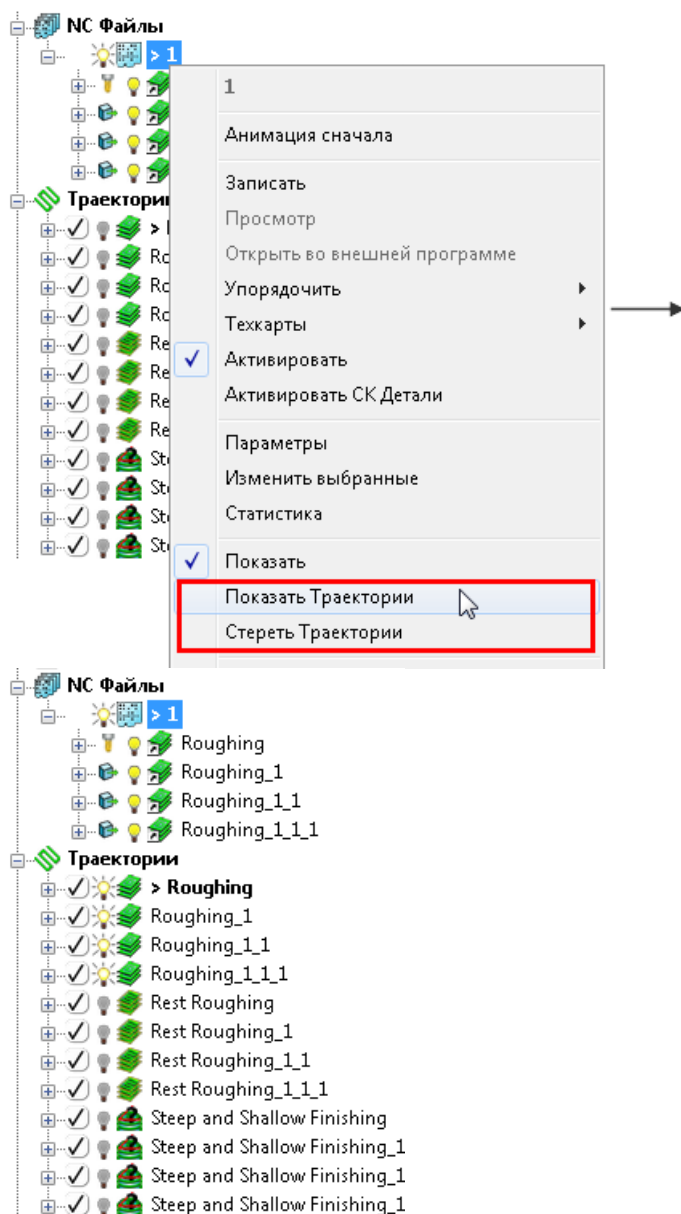 NC Файлы
> 1
1
Анимация сначала
Записать
Просмотр
Открыть во внешней программе
Упорядочить
Техкарты
Активировать
Активировать СК Детали
Параметры
Изменить выбранные
Статистика
Показать
Показать Траектории
Стереть Траектории
Траектории
>
Ro
Ro
Ro
Re
Re
Re
Re
Ste
Ste
Ste
Ste
NC Файлы
> 1
Roughing
Roughing_1
Roughing_1_1
Roughing_1_1_1
Траектории
> Roughing
Roughing_1
Roughing_1_1
Roughing_1_1_1
Rest Roughing
Rest Roughing_1
Rest Roughing_1_1
Rest Roughing_1_1_1
Steep and Shallow Finishing
Steep and Shallow Finishing_1
Steep and Shallow Finishing_1
Steep and Shallow Finishing_1